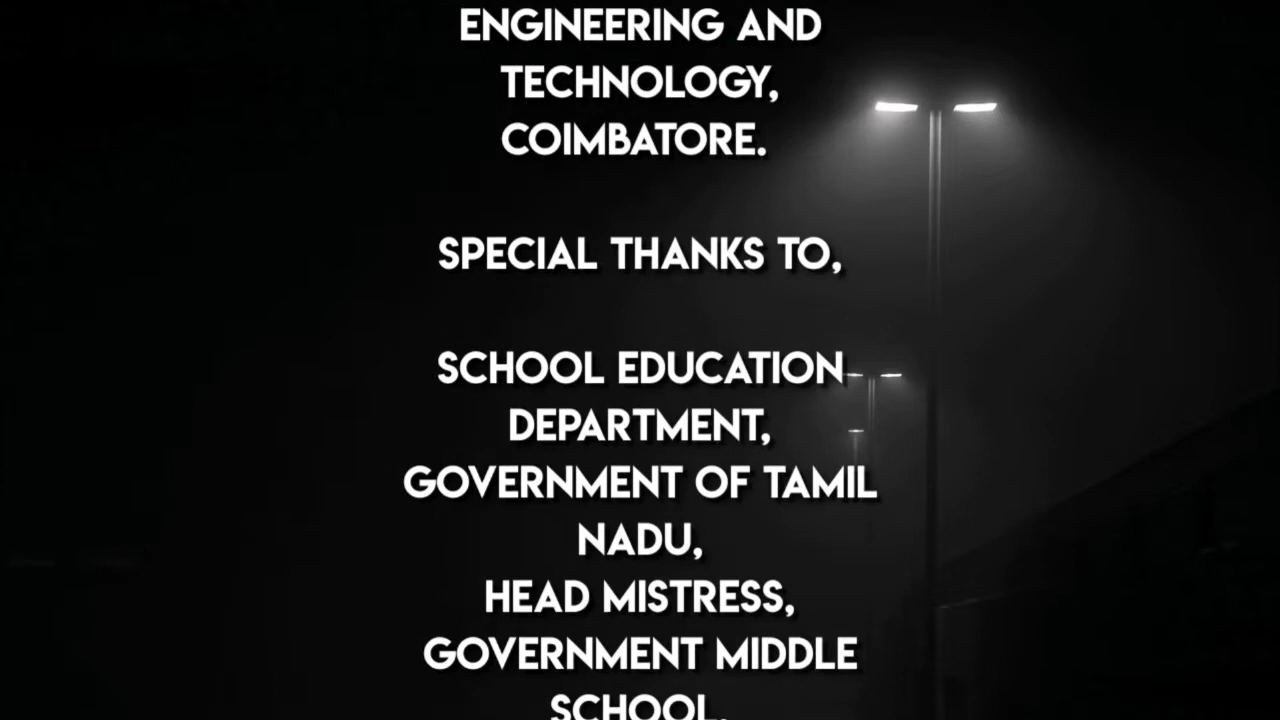 ENGINEERING AND
TECHNOLOGY,
COIMBATORE.
SPECIAL THANKS TO,
SCHOOL EDUCATION
DEPARTMENT,
GOVERNMENT OF TAMIL
NADU,
HEAD MISTRESS,
GOVERNMENT MIDDLE
SCHOOL,